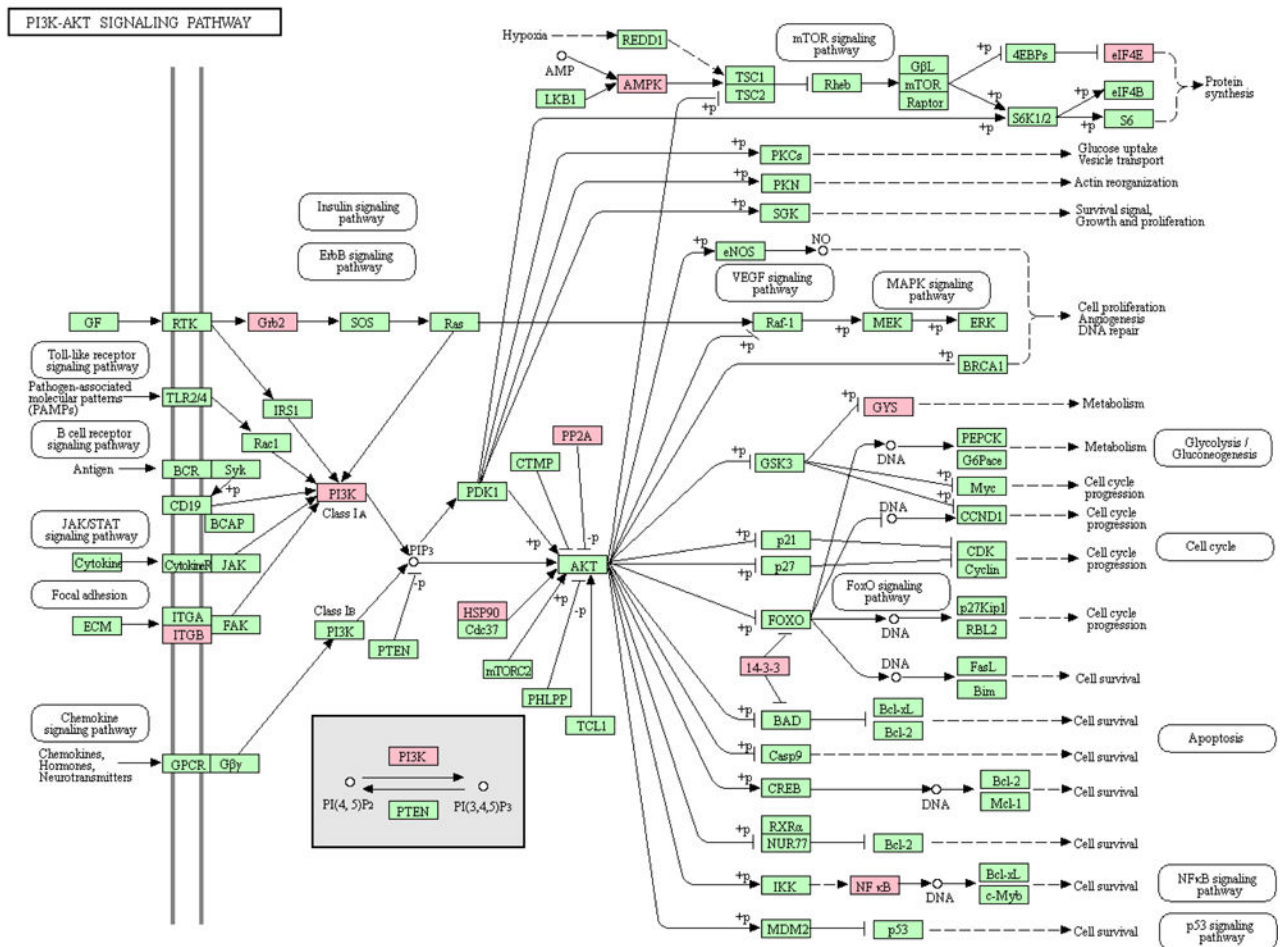 PI3K-AKT SIGNALING PATHWAY
Hypoxia
REDD1
mTOR signaling
pathway
AMP
LKB1
AMPK
TSC1
TSC2
+p
Rheb
GβL
mTOR
Raptor
+p
4EBPs
eIF4E
+p
S6K1/2
+p
+p
eIF4B
+p
S6
Protein
synthesis
+p
PKCs
Glucose uptake
Vesicle transport
+p
PKN
Actin reorganization
+p
SGK
Survival signal,
Growth and proliferation
Insulin signaling
pathway
ErbB signaling
pathway
+p
eNOS
NO
VEGF signaling
pathway
MAPK signaling
pathway
GF
RTK
Grb2
SOS
Ras
Raf-1
+p
+p
MEK
+p
ERK
Cell proliferation
Angiogenesis
DNA repair
+p
BRCA1
Toll-like receptor
signaling pathway
Pathogen-associated
molecular patterns
(PAMPs)
TLR2/4
IRS1
Rac1
B cell receptor
signaling pathway
Antigen
BCR
Syk
+p
CD19
BCAP
PI3K
Class IA
JAK/STAT
signaling pathway
Cytokine
CytokineR
JAK
Focal adhesion
ECM
ITGA
ITGB
FAK
Chemokine
signaling pathway
Chemokines,
Hormones,
Neurotransmitters
GPCR
Gβγ
Class IB
PI3K
PIP3
-p
PTEN
PDK1
CTMP
PP2A
+p
-p
AKT
HSP90
Cdc37
+p
-p
mTORC2
PHLPP
TCL1
PI3K
PI(4, 5)P2
PI(3,4,5)P3
PTEN
+p
GYS
Metabolism
+p
GSK3
DNA
PEPCK
G6Pace
Metabolism
Glycolysis /
Gluconeogenesis
+p
Myc
Cell cycle
progression
+p
DNA
CCND1
Cell cycle
progression
+p
p21
+p
p27
CDK
Cyclin
Cell cycle
progression
Cell cycle
FoxO signaling
pathway
+p
FOXO
DNA
p27Kip1
RBL2
Cell cycle
progression
14-3-3
DNA
FasL
Bim
Cell survival
+p
BAD
Bcl-xL
Bcl-2
Cell survival
Apoptosis
+p
Casp9
Cell survival
+p
CREB
DNA
Bcl-2
Mcl-1
Cell survival
+p
RXRα
NUR77
Bcl-2
Cell survival
+p
IKK
NFκB
DNA
Bcl-xL
c-Myb
Cell survival
NFκB signaling
pathway
+p
MDM2
p53
Cell survival
p53 signaling
pathway